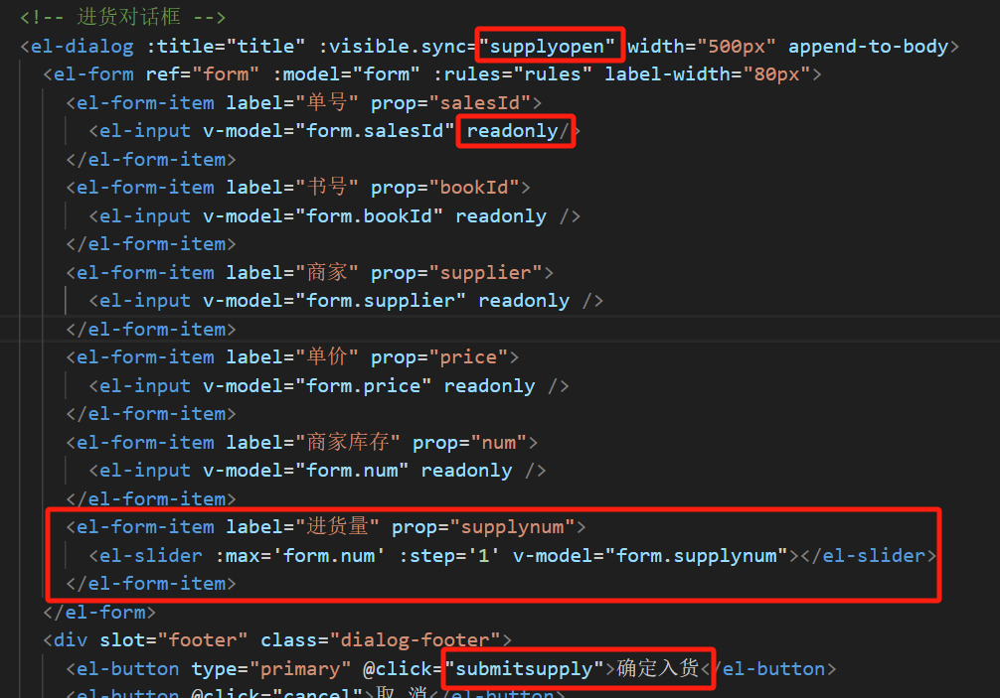 <!-- 进货对话框 -->
<el-dialog :title="title" :visible.sync="supplyopen" width="500px" append-to-body>
<el-form ref="form" :model="form" :rules="rules" label-width="80px">
<el-form-item label="单号" prop="salesId">
<el-input v-model="form.salesId" readonly/>
</el-form-item>
<el-form-item label="书号" prop="bookId">
<el-input v-model="form.bookId" readonly />
</el-form-item>
<el-form-item label="商家" prop="supplier">
<el-input v-model="form.supplier" readonly />
</el-form-item>
<el-form-item label="单价" prop="price">
<el-input v-model="form.price" readonly />
</el-form-item>
<el-form-item label="商家库存" prop="num">
<el-input v-model="form.num" readonly />
</el-form-item>
<el-form-item label="进货量" prop="supplynum">
<el-slider :max='form.num' :step='1' v-model="form.supplynum"></el-slider>
</el-form-item>
</el-form>
<div slot="footer" class="dialog-footer">
<el-button type="primary" @click="submitsupply">确定入货</el-button>
<el-button @click="cancel">取 消</el-button>